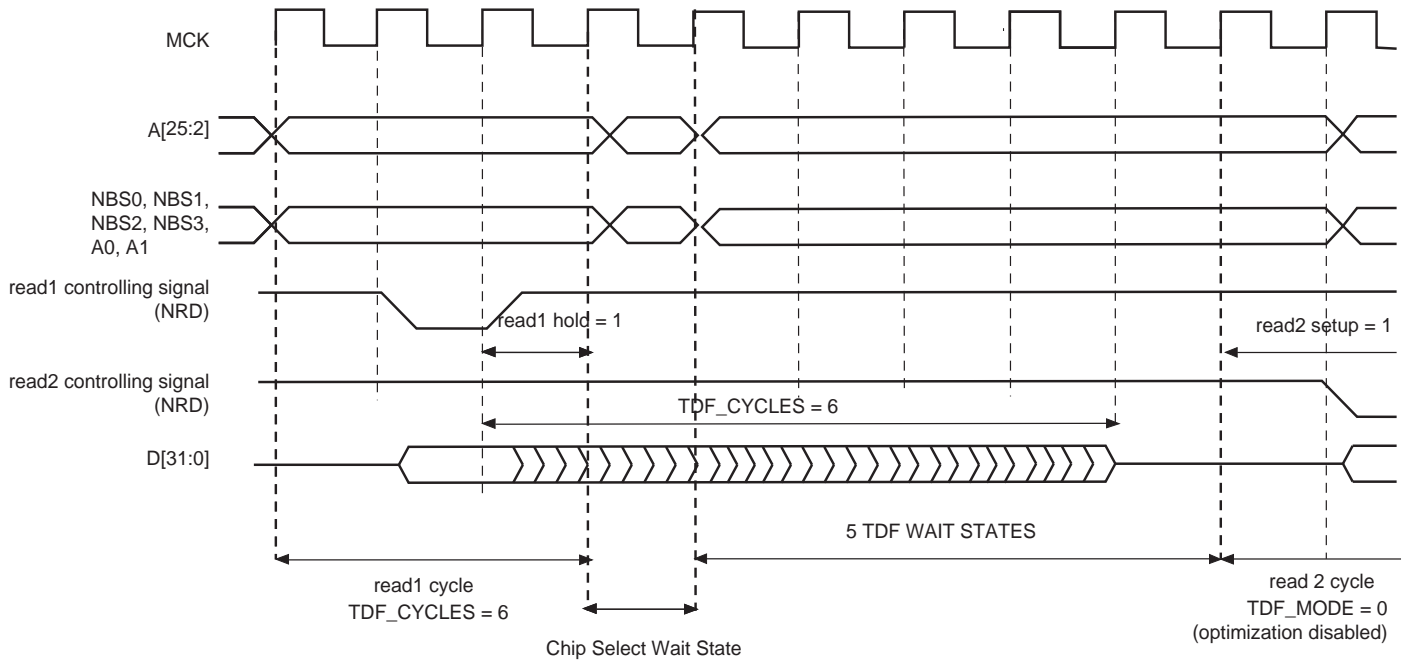 MCK
A[25:2]
NBS0, NBS1,
NBS2, NBS3,
A0, A1
read1 controlling signal
(NRD)
read1 hold = 1
read2 setup = 1
read2 controlling signal
(NRD)
TDF_CYCLES = 6
D[31:0]
5 TDF WAIT STATES
read1 cycle
TDF_CYCLES = 6
read 2 cycle
TDF_MODE = 0
(optimization disabled)
Chip Select Wait State